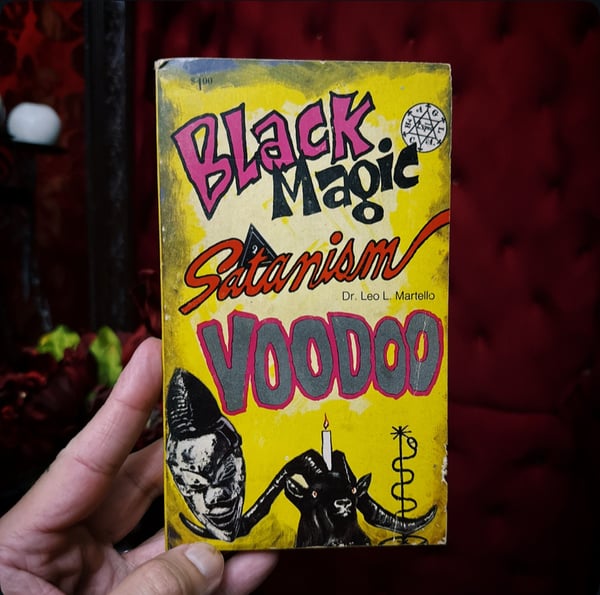 $1.00
Black
Magic
Satanism
Dr. Leo L. Martello
VOODOO